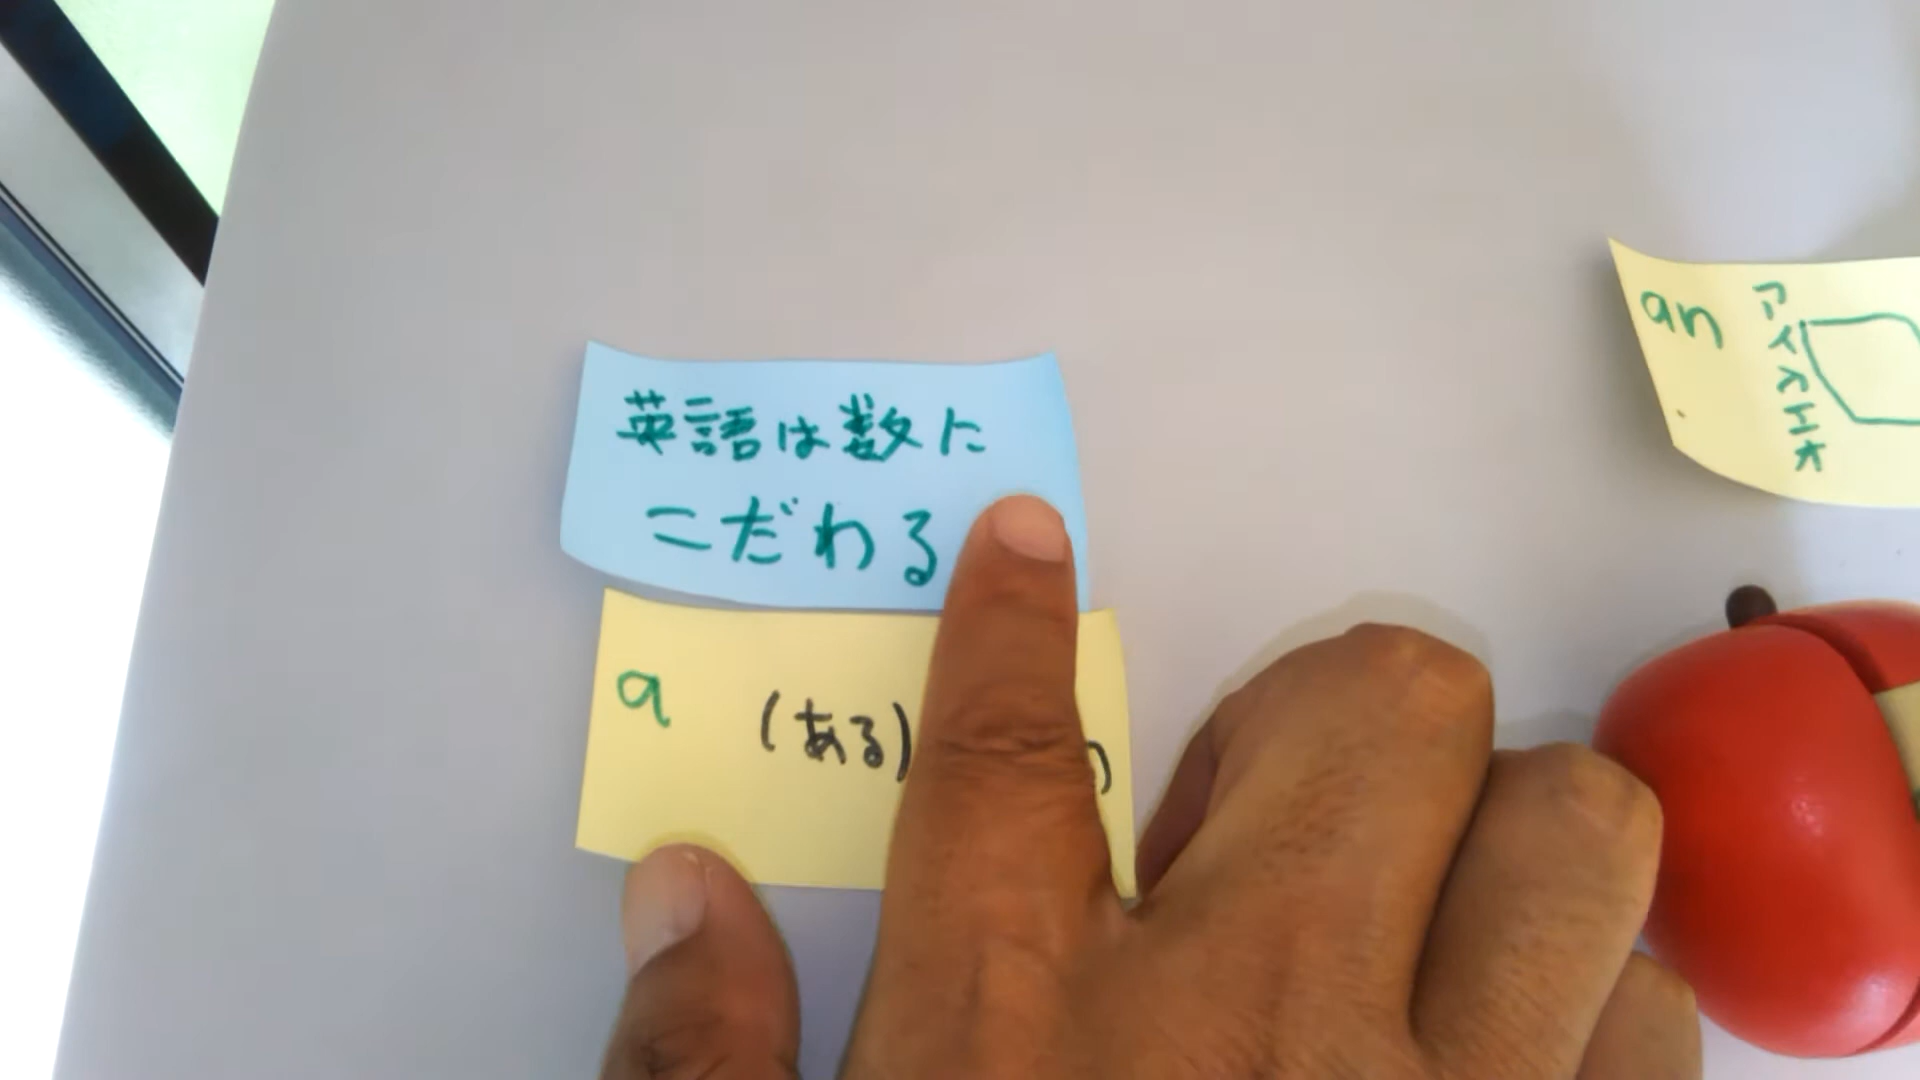 英語は数に
こだわる
a (ある)
an
アイウエオ